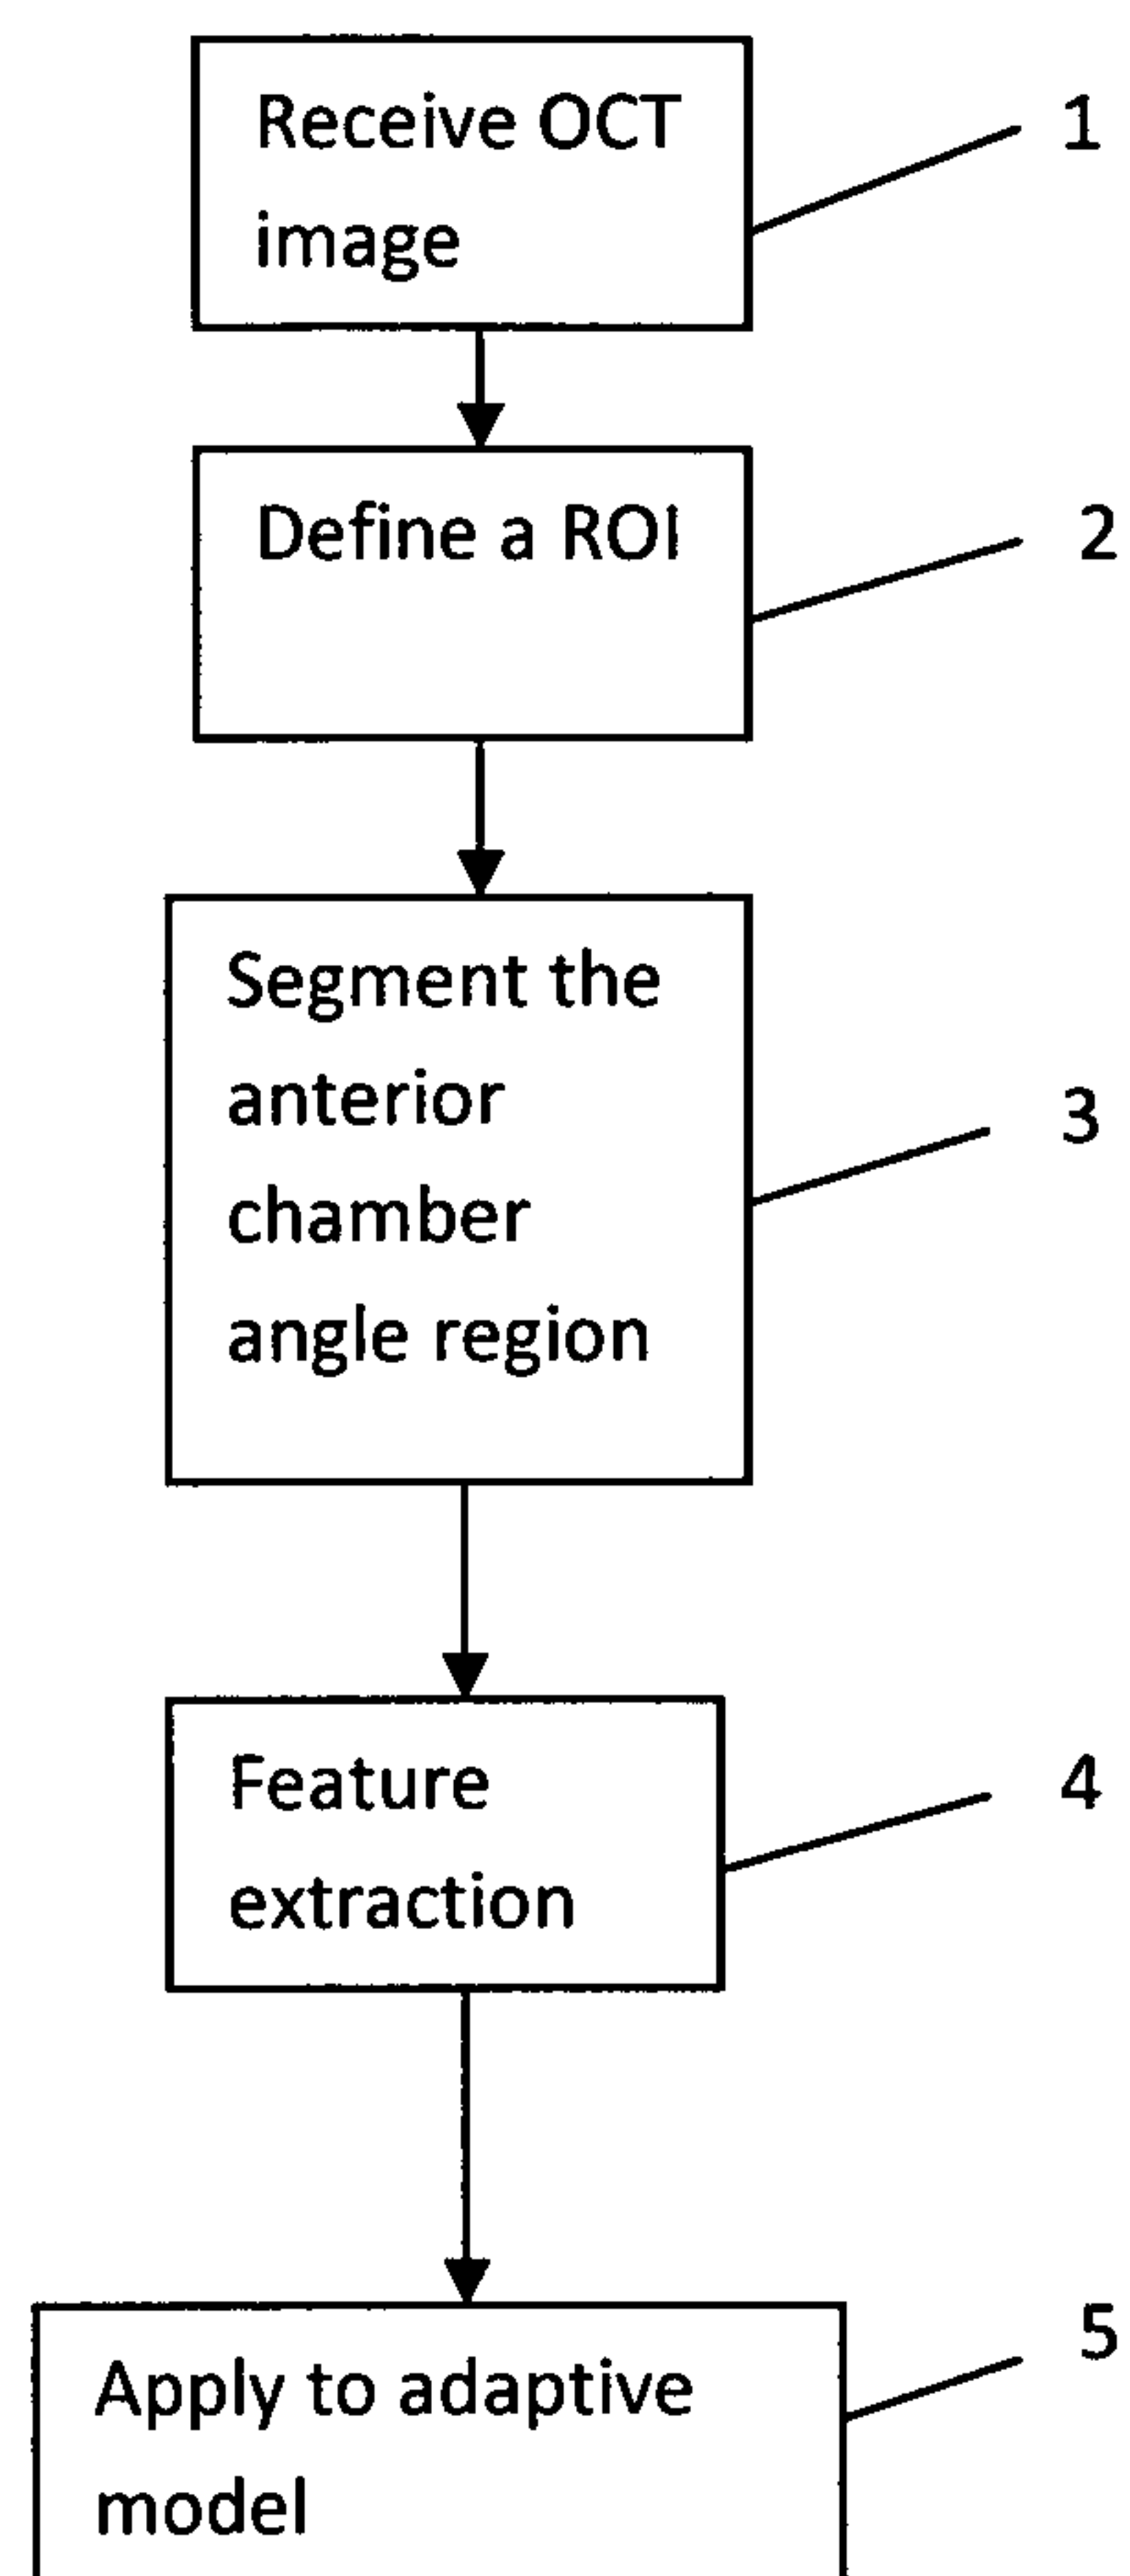 Receive OCT
image
1
Define a ROI
2
Segment the
anterior
chamber
angle region
3
Feature
extraction
4
Apply to adaptive
model
5